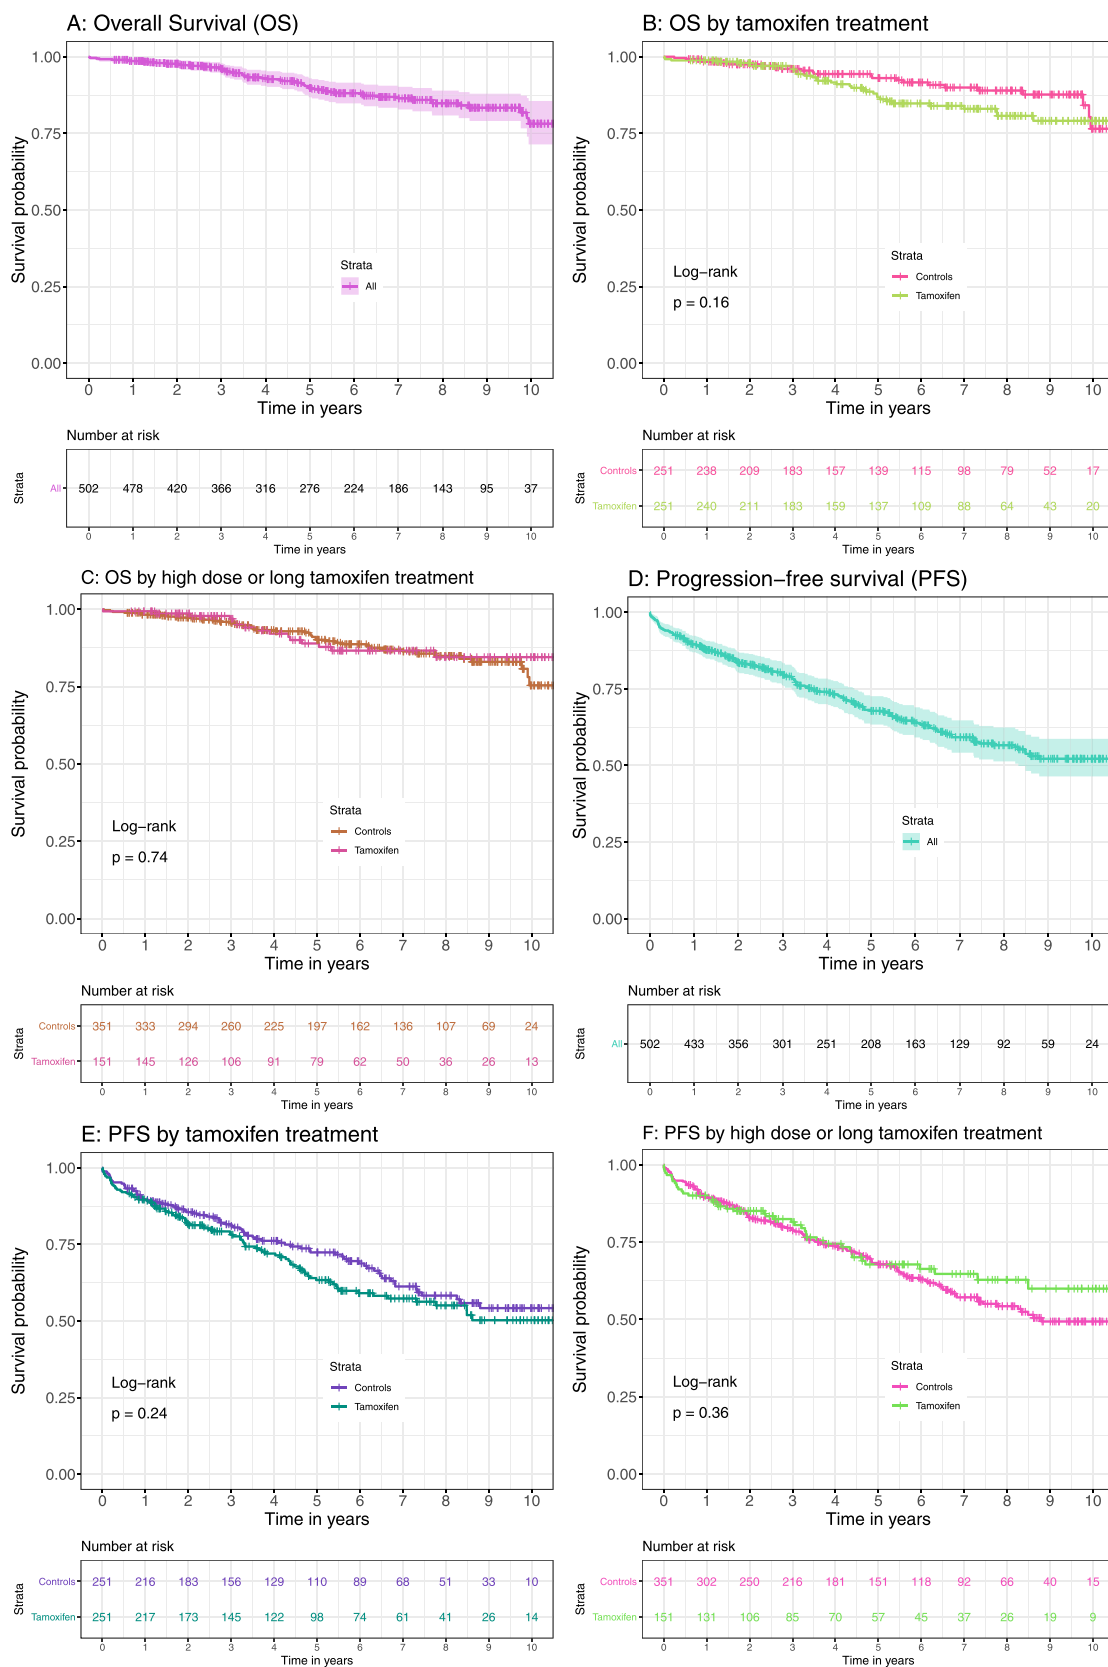 A: Overall Survival (OS)
Survival probability
1.00
0.75
0.50
0.25
0.00
Strata
All
0 1 2 3 4 5 6 7 8 9 10
Time in years
Number at risk
Strata
All 502 478 420 366 316 276 224 186 143 95 37
0 1 2 3 4 5 6 7 8 9 10
Time in years
B: OS by tamoxifen treatment
Survival probability
1.00
0.75
0.50
0.25
0.00
Log-rank
p = 0.16
Strata
Controls
Tamoxifen
0 1 2 3 4 5 6 7 8 9 10
Time in years
Number at risk
Strata
Controls 251 238 209 183 157 139 115 98 79 52 17
Tamoxifen 251 240 211 183 159 137 109 88 64 43 20
0 1 2 3 4 5 6 7 8 9 10
Time in years
C: OS by high dose or long tamoxifen treatment
Survival probability
1.00
0.75
0.50
0.25
0.00
Log-rank
p = 0.74
Strata
Controls
Tamoxifen
0 1 2 3 4 5 6 7 8 9 10
Time in years
Number at risk
Strata
Controls 351 333 294 260 225 197 162 136 107 69 24
Tamoxifen 151 145 126 106 91 79 62 50 36 26 13
0 1 2 3 4 5 6 7 8 9 10
Time in years
D: Progression-free survival (PFS)
Survival probability
1.00
0.75
0.50
0.25
0.00
Strata
All
0 1 2 3 4 5 6 7 8 9 10
Time in years
Number at risk
Strata
All 502 433 356 301 251 208 163 129 92 59 24
0 1 2 3 4 5 6 7 8 9 10
Time in years
E: PFS by tamoxifen treatment
Survival probability
1.00
0.75
0.50
0.25
0.00
Log-rank
p = 0.24
Strata
Controls
Tamoxifen
0 1 2 3 4 5 6 7 8 9 10
Time in years
Number at risk
Strata
Controls 251 216 183 156 129 110 89 68 51 33 10
Tamoxifen 251 217 173 145 122 98 74 61 41 26 14
0 1 2 3 4 5 6 7 8 9 10
Time in years
F: PFS by high dose or long tamoxifen treatment
Survival probability
1.00
0.75
0.50
0.25
0.00
Log-rank
p = 0.36
Strata
Controls
Tamoxifen
0 1 2 3 4 5 6 7 8 9 10
Time in years
Number at risk
Strata
Controls 351 302 250 216 181 151 118 92 66 40 15
Tamoxifen 151 131 106 85 70 57 45 37 26 19 9
0 1 2 3 4 5 6 7 8 9 10
Time in years